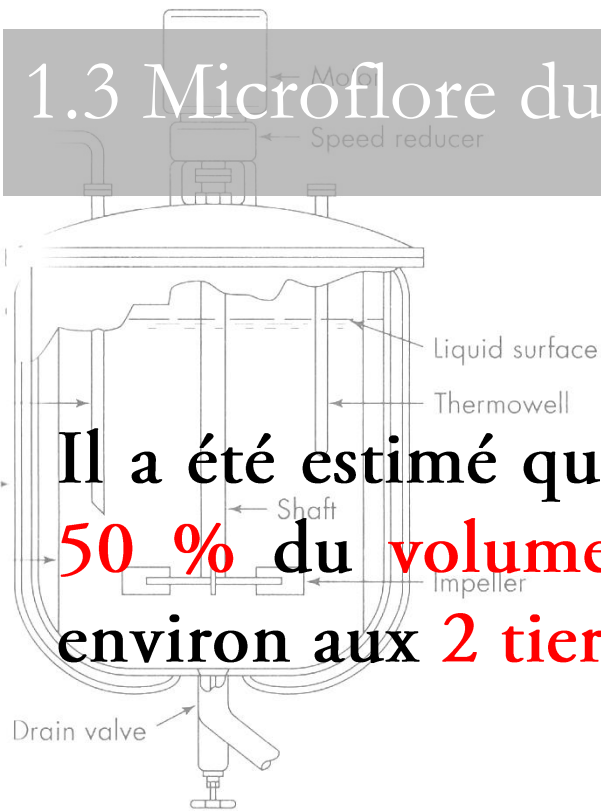 Motor
1.3 Microflore du
Speed reducer
Liquid surface
Thermowell
Il a été estimé qu
Shaft
50 % du volume
Impeller
environ aux 2 tier
Drain valve